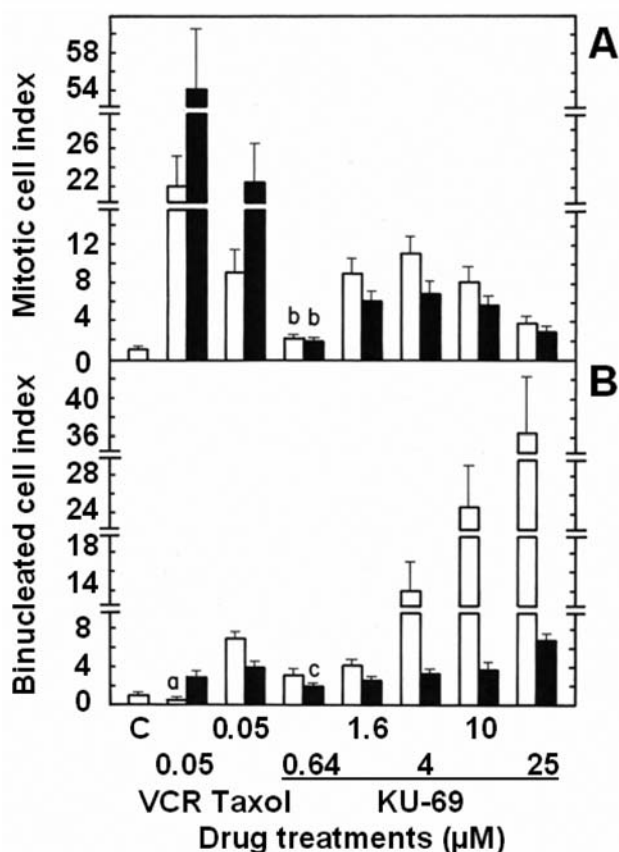 A
Mitotic cell index
58
54
26
22
12
8
4
0
b b
B
Binucleated cell index
40
36
28
24
18
14
8
4
0
a
c
C 0.05 1.6 10
0.05 0.64 4 25
VCR Taxol KU-69
Drug treatments (µM)